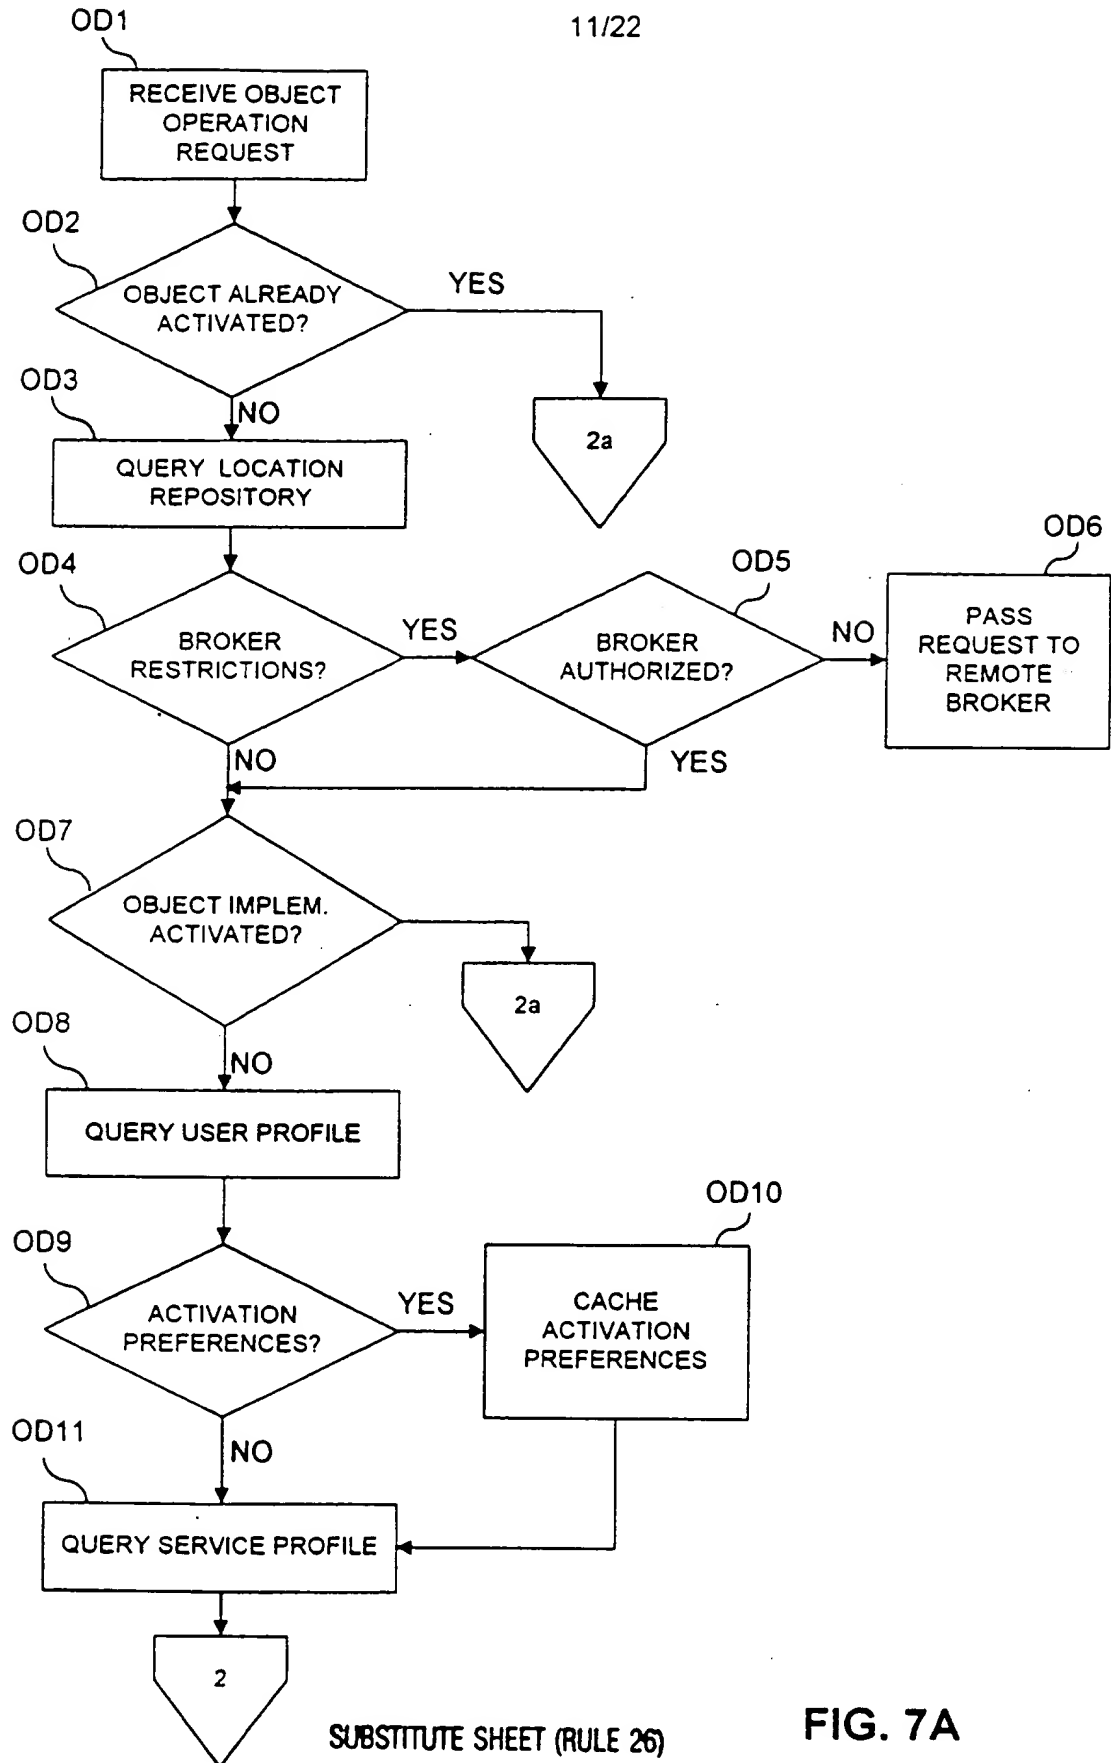 11/22
OD1
RECEIVE OBJECT
OPERATION
REQUEST
OD2
OBJECT ALREADY
ACTIVATED?
YES
2a
NO
OD3
QUERY LOCATION
REPOSITORY
OD4
BROKER
RESTRICTIONS?
YES
OD5
BROKER
AUTHORIZED?
NO
OD6
PASS
REQUEST TO
REMOTE
BROKER
NO
YES
OD7
OBJECT IMPLEM.
ACTIVATED?
2a
NO
OD8
QUERY USER PROFILE
OD9
ACTIVATION
PREFERENCES?
YES
OD10
CACHE
ACTIVATION
PREFERENCES
NO
OD11
QUERY SERVICE PROFILE
2
SUBSTITUTE SHEET (RULE 26)
FIG. 7A